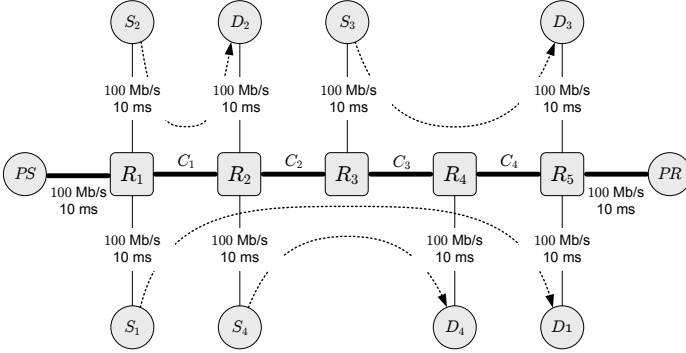 S₂ D₂ S₃ D₃
100 Mb/s 100 Mb/s 100 Mb/s 100 Mb/s
10 ms 10 ms 10 ms 10 ms
C₁ C₂ C₃ C₄
PS R₁ R₂ R₃ R₄ R₅ PR
100 Mb/s 100 Mb/s
10 ms 10 ms
100 Mb/s 100 Mb/s 100 Mb/s 100 Mb/s
10 ms 10 ms 10 ms 10 ms
S₁ S₄ D₄ D1